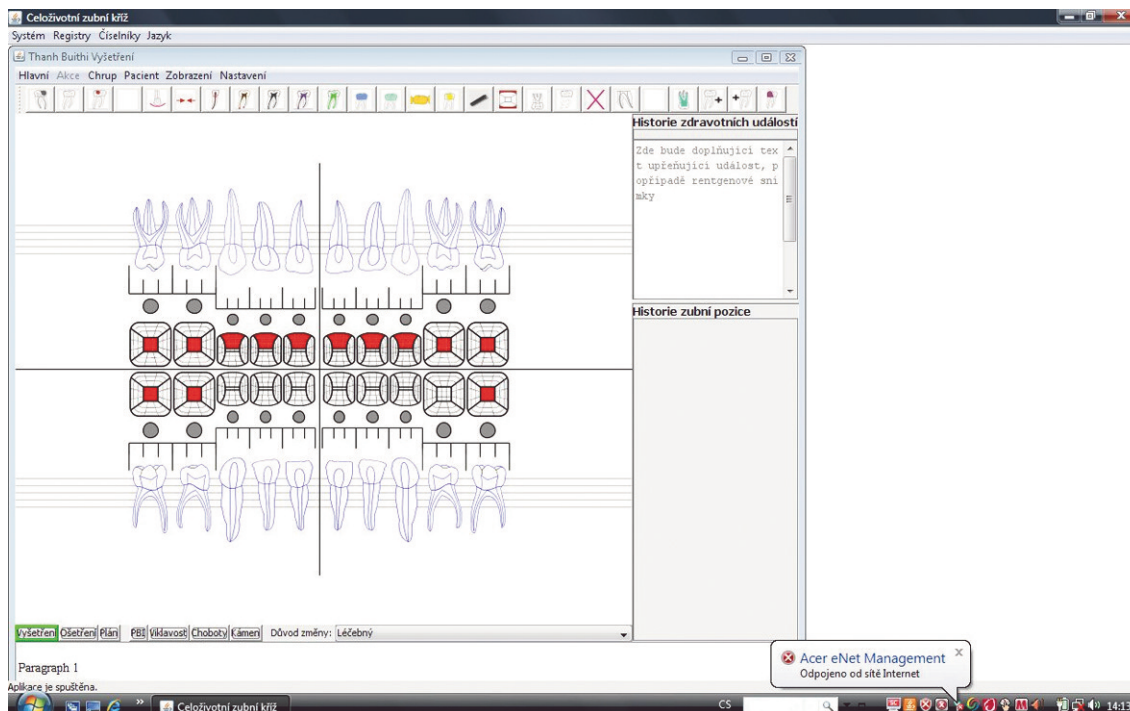 Celoživotní zubní kříž
Systém Registry Číselníky Jazyk
Thanh Buithi Vyšetření
Hlavní Akce Chrup Pacient Zobrazení Nastavení
Historie zdravotních událostí
Zde bude doplňujicí tex
t upřeňujicí událost, p
opřípadě rentgenové sní
mky
Historie zubní pozice
Vyšetření Ošetření Plán PBI Viklavost Choboty Kámen Důvod změny: Léčebný
Paragraph 1
Acer eNet Management
Odpojeno od sítě Internet
Aplikace je spuštěna.
Celoživotní zubní kříž
CS
14:13